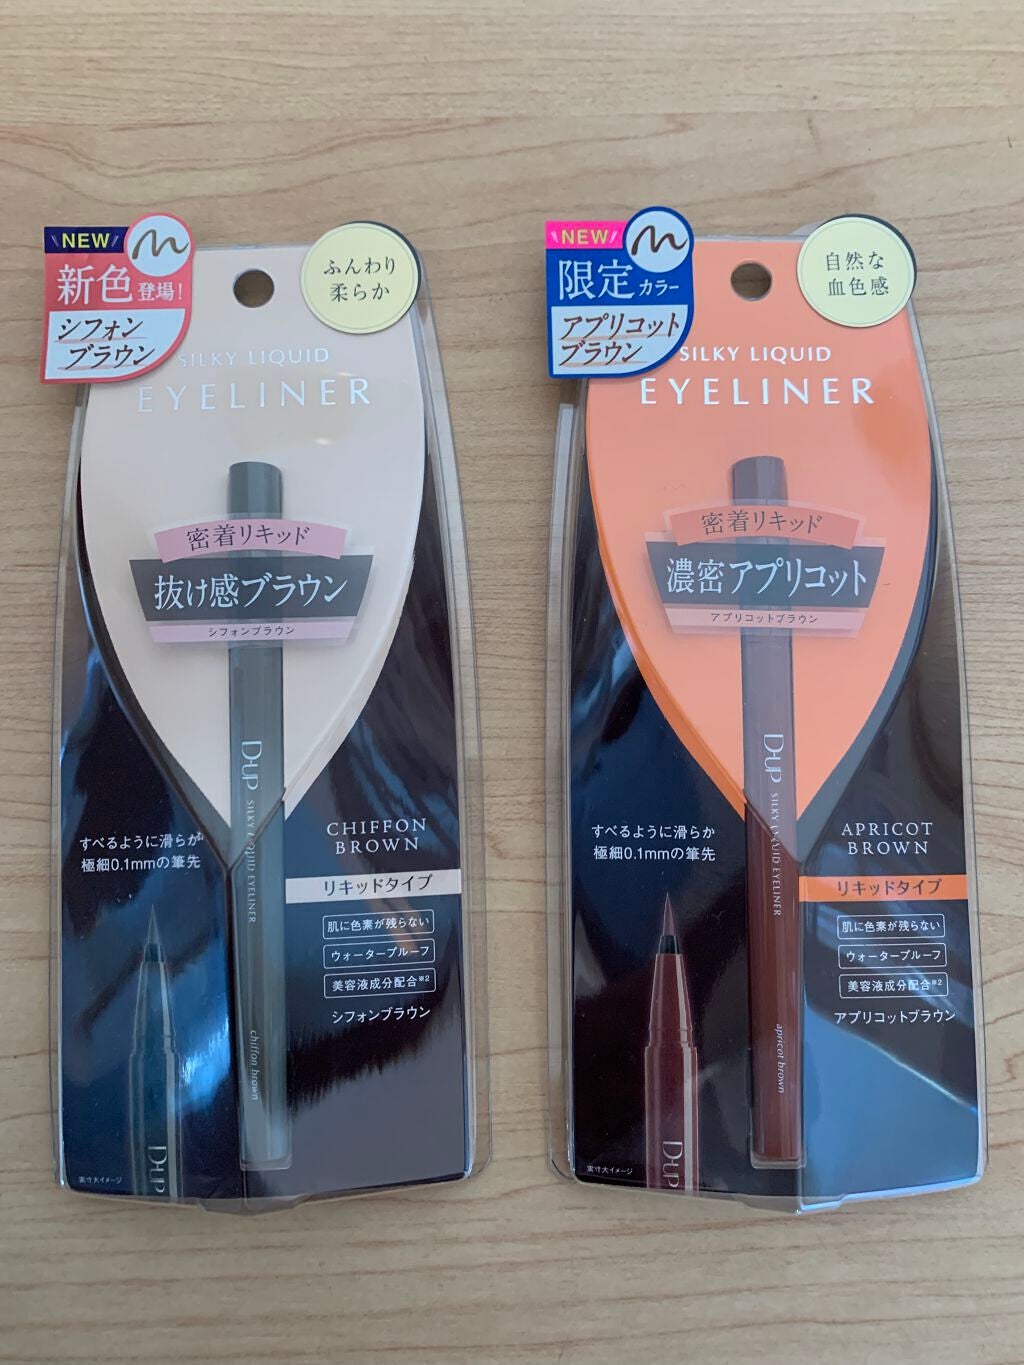 NEW
新色登場!
シフォン
ブラウン
ふんわり
柔らか
SILKY LIQUID
EYELINER
密着リキッド
抜け感ブラウン
シフォンブラウン
D-UP SILKY LIQUID EYELINER
chiffon brown
すべるように滑らか
極細0.1mmの筆先
CHIFFON
BROWN
リキッドタイプ
肌に色素が残らない
ウォータープルーフ
美容液成分配合※2
シフォンブラウン
D-UP
実寸大イメージ
NEW
限定カラー
アプリコット
ブラウン
自然な
血色感
SILKY LIQUID
EYELINER
密着リキッド
濃密アプリコット
アプリコットブラウン
D-UP SILKY LIQUID EYELINER
apricot brown
すべるように滑らか
極細0.1mmの筆先
APRICOT
BROWN
リキッドタイプ
肌に色素が残らない
ウォータープルーフ
美容液成分配合※2
アプリコットブラウン
D-UP
実寸大イメージ